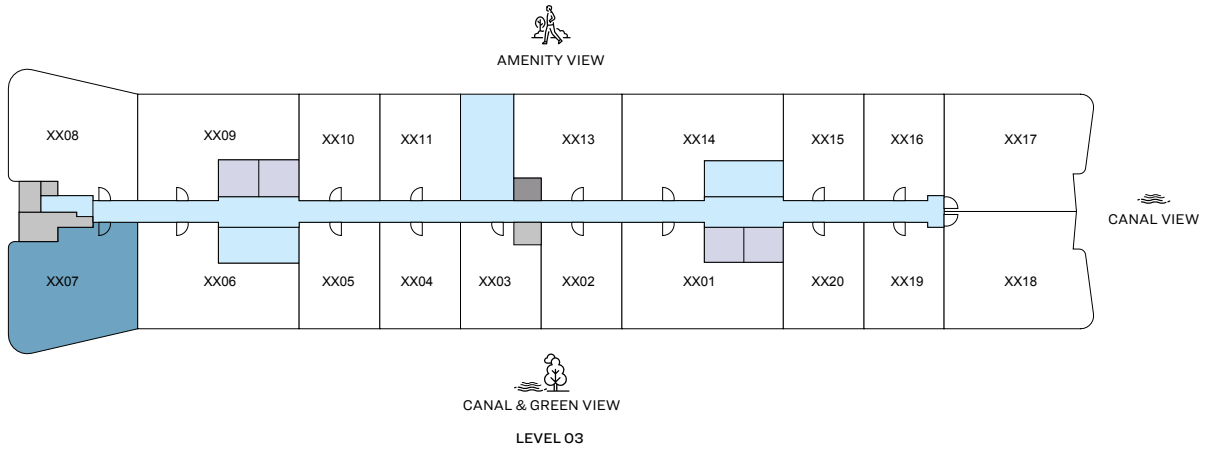 AMENITY VIEW
XX08
XX09
XX10
XX11
XX13
XX14
XX15
XX16
XX17
CANAL VIEW
XX07
XX06
XX05
XX04
XX03
XX02
XX01
XX20
XX19
XX18
CANAL & GREEN VIEW
LEVEL 03